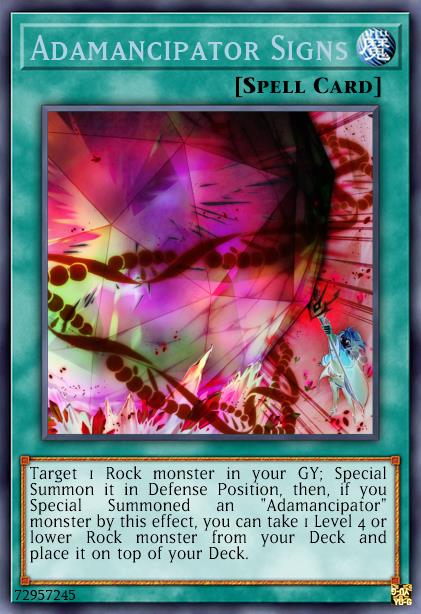 Adamancipator Signs 魔
[Spell Card]
Target 1 Rock monster in your GY; Special
Summon it in Defense Position, then, if you
Special Summoned an "Adamancipator"
monster by this effect, you can take 1 Level 4 or
lower Rock monster from your Deck and
place it on top of your Deck.
72957245